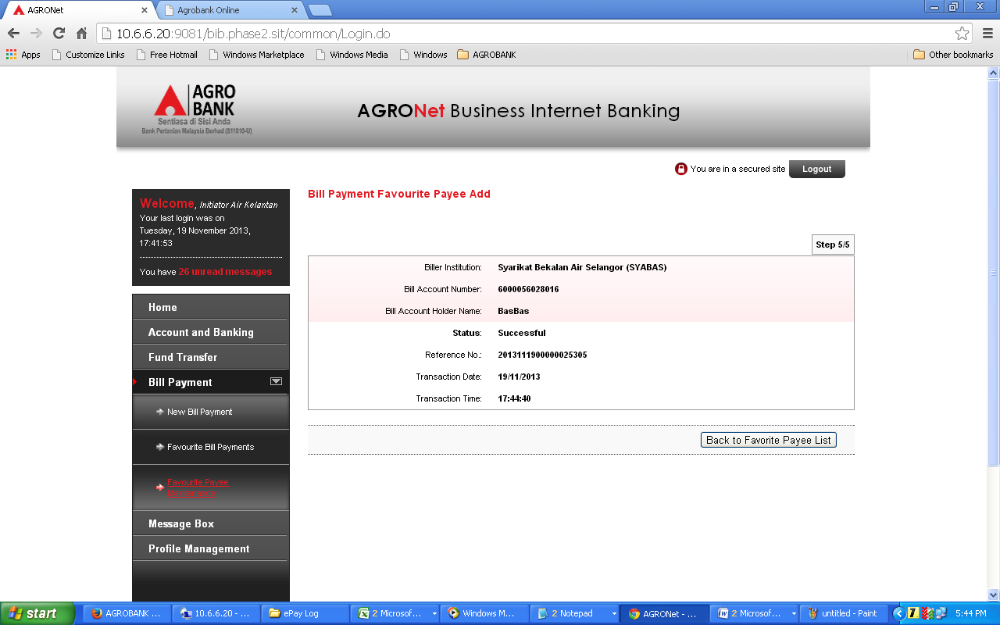 AGRONet
Agrobank Online
10.6.6.20:9081/bib.phase2.sit/common/Login.do
Apps
Customize Links
Free Hotmail
Windows Marketplace
Windows Media
Windows
AGROBANK
Other bookmarks
AGRO
BANK
Sentiasa di Sisi Anda
Bank Pertanian Malaysia Berhad (811810-U)
AGRONet Business Internet Banking
You are in a secured site
Logout
Welcome, Initiator Air Kelantan
Your last login was on
Tuesday, 19 November 2013,
17:41:53
You have 26 unread messages
Home
Account and Banking
Fund Transfer
Bill Payment
New Bill Payment
Favourite Bill Payments
Favourite Payee
Message Box
Profile Management
Bill Payment Favourite Payee Add
Step 5/5
Biller Institution: Syarikat Bekalan Air Selangor (SYABAS)
Bill Account Number: 6000056028016
Bill Account Holder Name: BasBas
Status: Successful
Reference No.: 2013111900000025305
Transaction Date: 19/11/2013
Transaction Time: 17:44:40
Back to Favorite Payee List
start
AGROBANK ...
10.6.6.20 - ...
ePay Log
2 Microsof...
Windows M...
2 Notepad
AGRONet - ...
2 Microsof...
untitled - Paint
7
5:44 PM